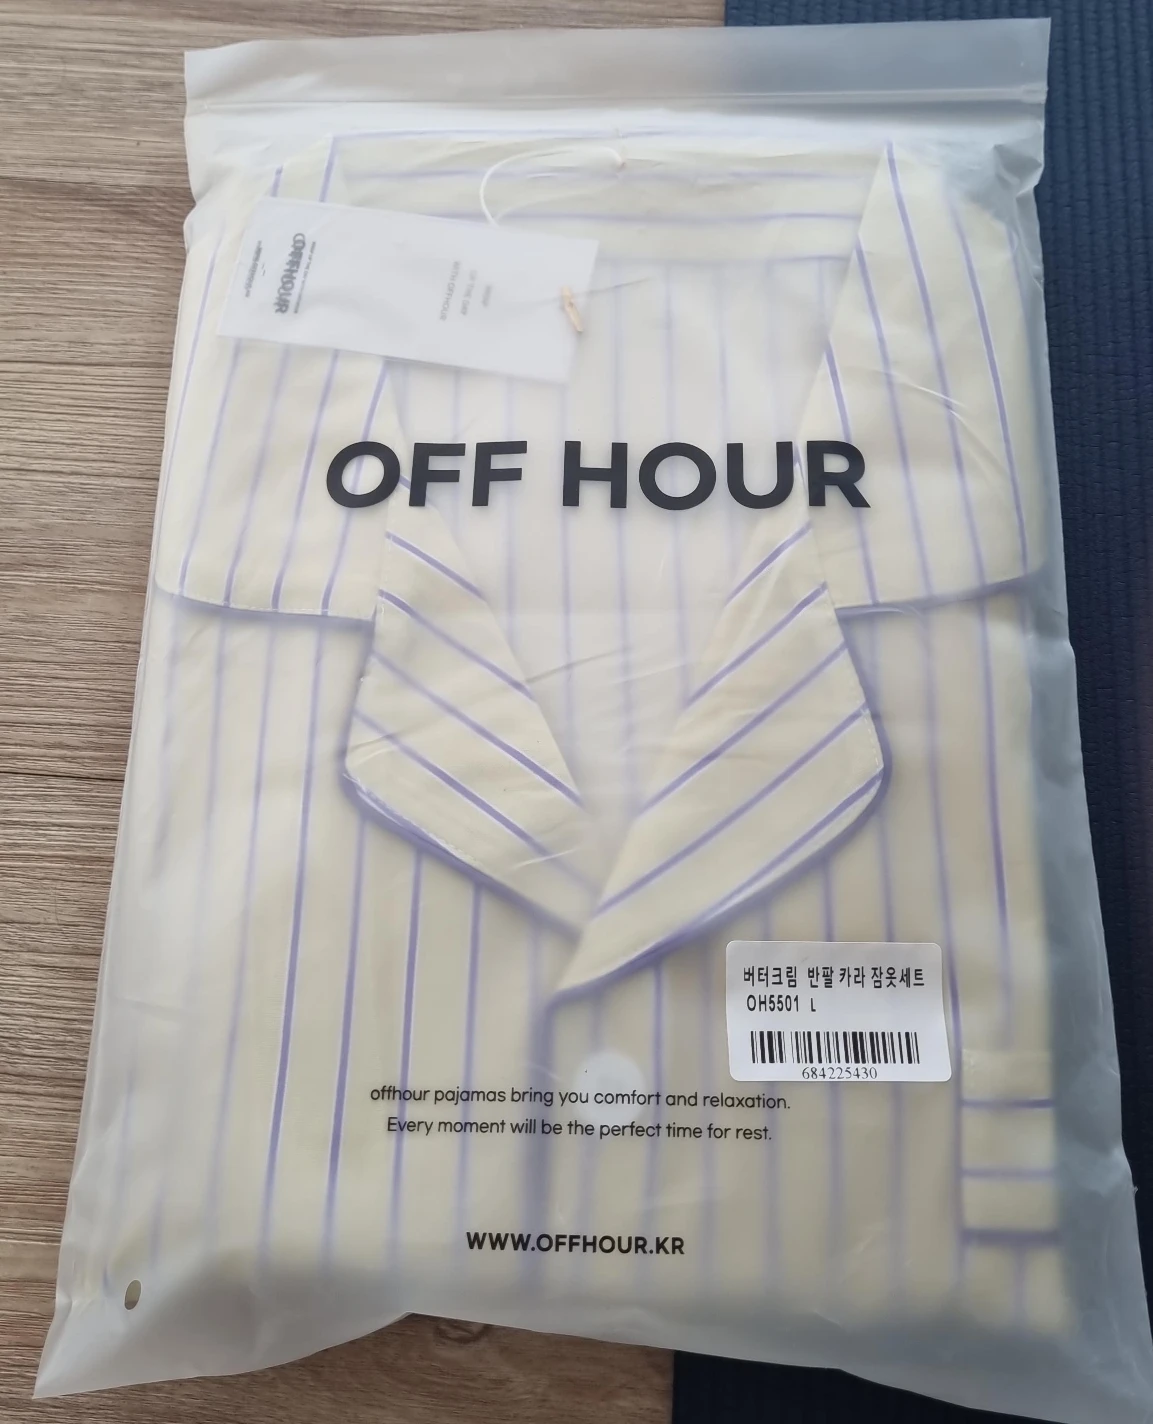 OFF HOUR
버터크림 반팔 카라 잠옷세트
OH5501 L
684225430
offhour pajamas bring you comfort and relaxation.
Every moment will be the perfect time for rest.
WWW.OFFHOUR.KR